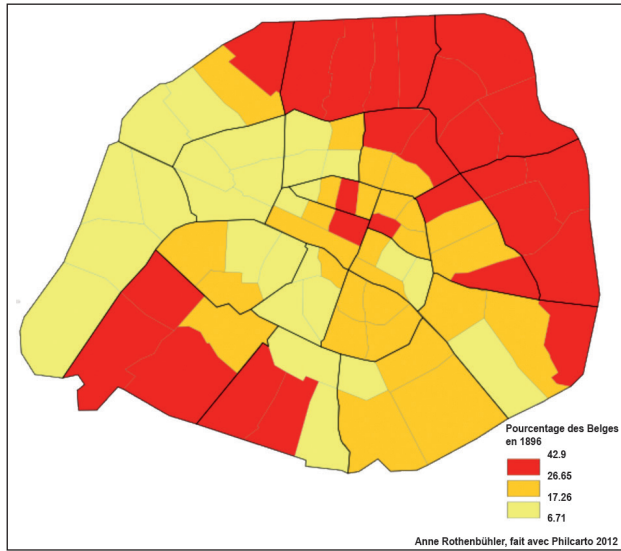 Pourcentage des Belges
en 1896
42.9
26.65
17.26
6.71
Anne Rothenbühler, fait avec Philcarto 2012